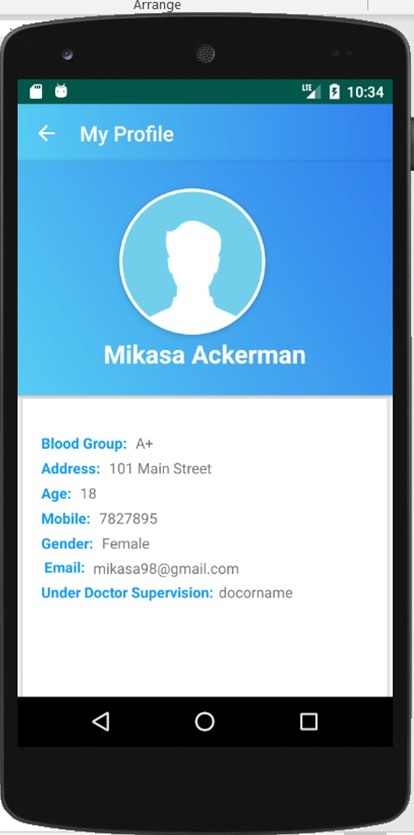 Arrange
LTE 10:34
My Profile
Mikasa Ackerman
Blood Group: A+
Address: 101 Main Street
Age: 18
Mobile: 7827895
Gender: Female
Email: mikasa98@gmail.com
Under Doctor Supervision: docorname